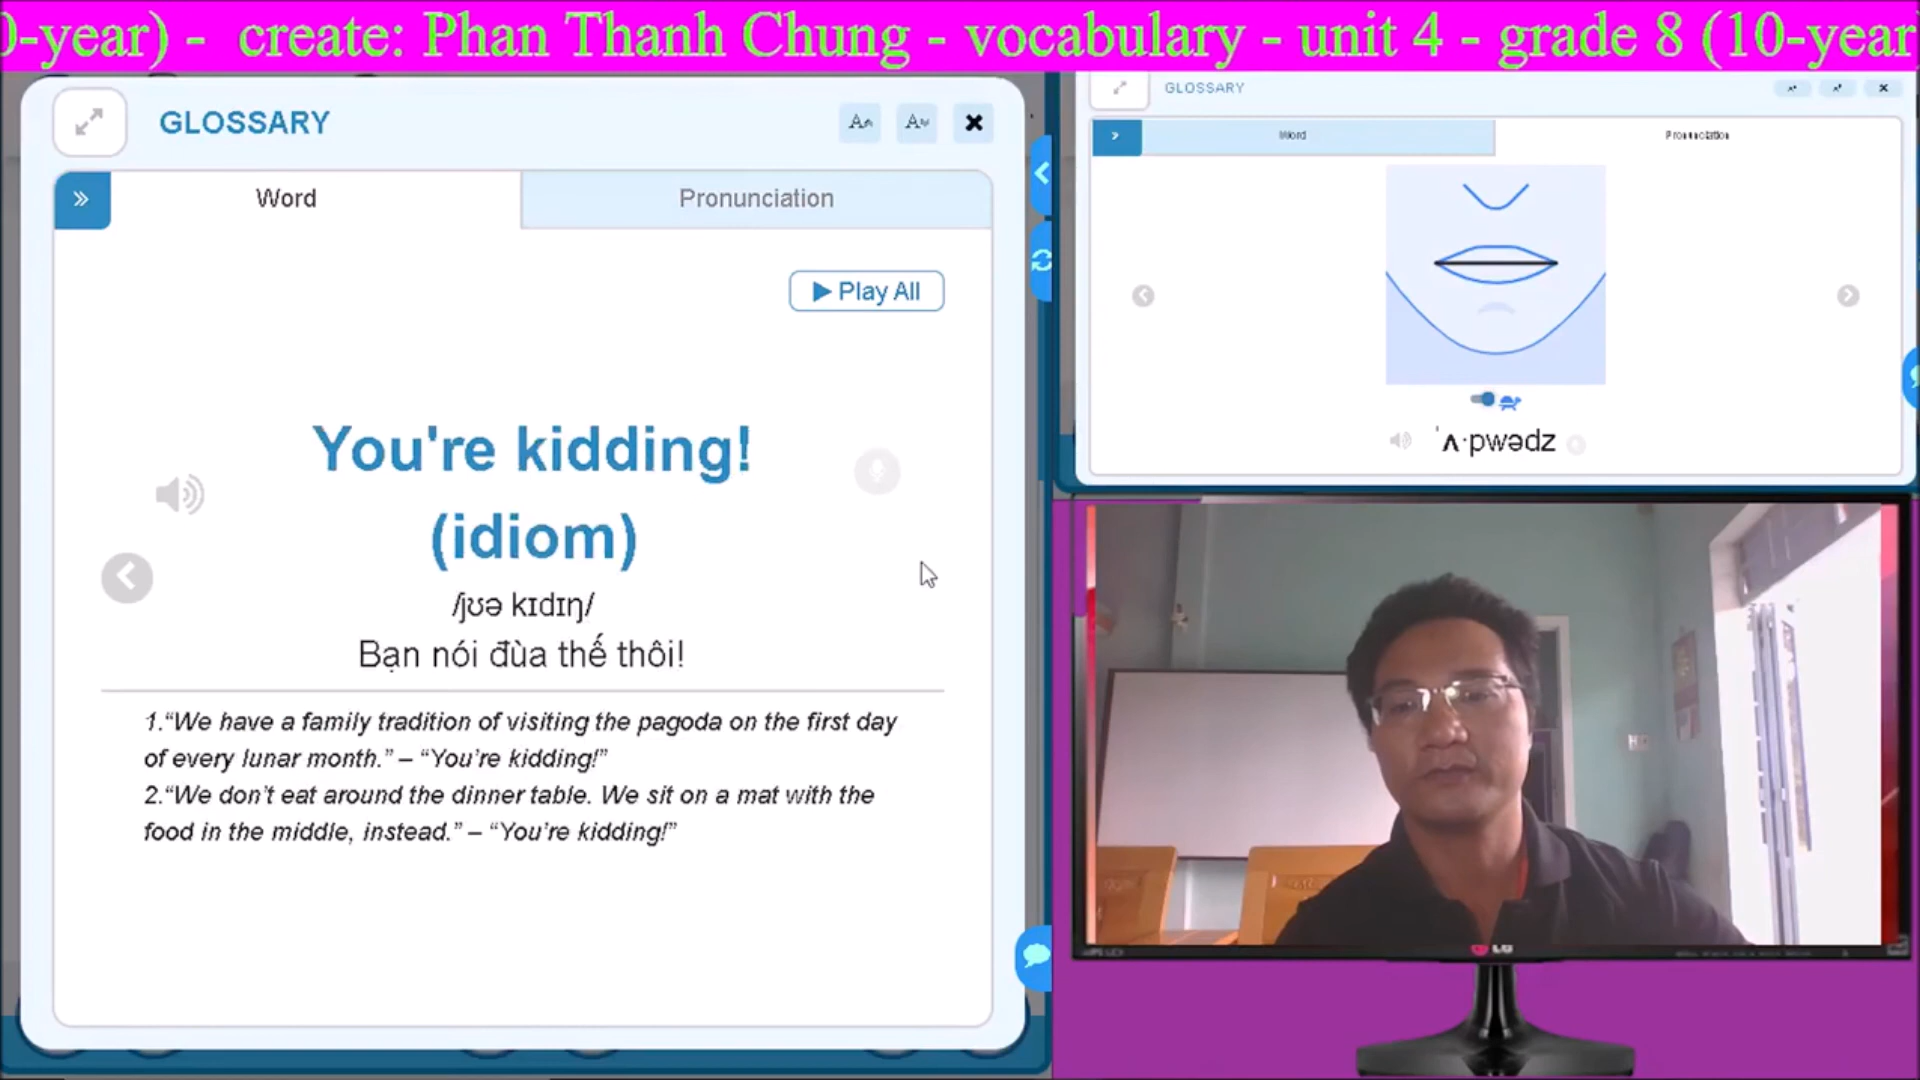 0-year) - create: Phan Thanh Chung - vocabulary - unit 4 - grade 8 (10-year
GLOSSARY
Word
Pronunciation
Play All
You're kidding!
(idiom)
/jʊə kɪdɪŋ/
Bạn nói đùa thế thôi!
1.“We have a family tradition of visiting the pagoda on the first day
of every lunar month.” – “You’re kidding!”
2.“We don’t eat around the dinner table. We sit on a mat with the
food in the middle, instead.” – “You’re kidding!”
GLOSSARY
Word
Pronunciation
ˈʌ·pwədz
LG